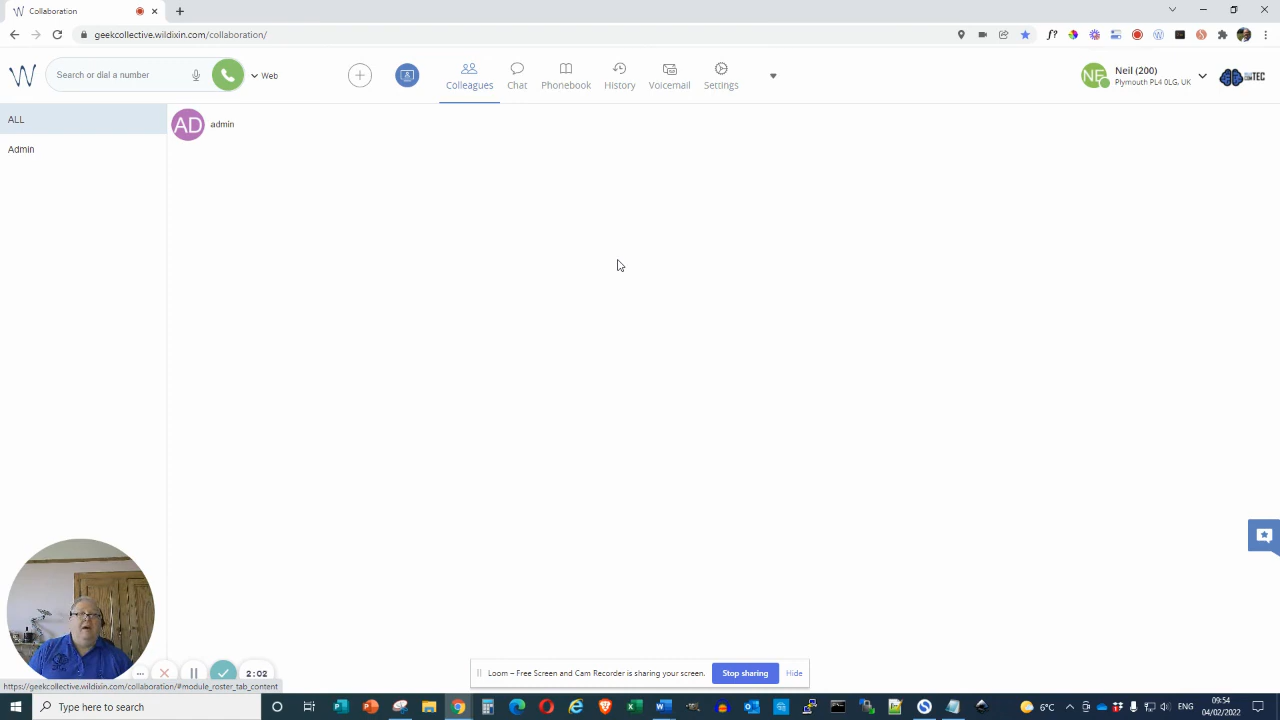 Collaboration
geekcollective.wildixin.com/collaboration/
Search or dial a number
Web
Colleagues
Chat
Phonebook
History
Voicemail
Settings
NE
Neil (200)
Plymouth PL4 0LG, UK
TEC
ALL
Admin
AD
admin
2:02
Loom – Free Screen and Cam Recorder is sharing your screen.
Stop sharing
Hide
https://geekcollective.wildixin.com/collaboration/#module_roster_tab_content
Type here to search
6°C
ENG
09:54
04/02/2022